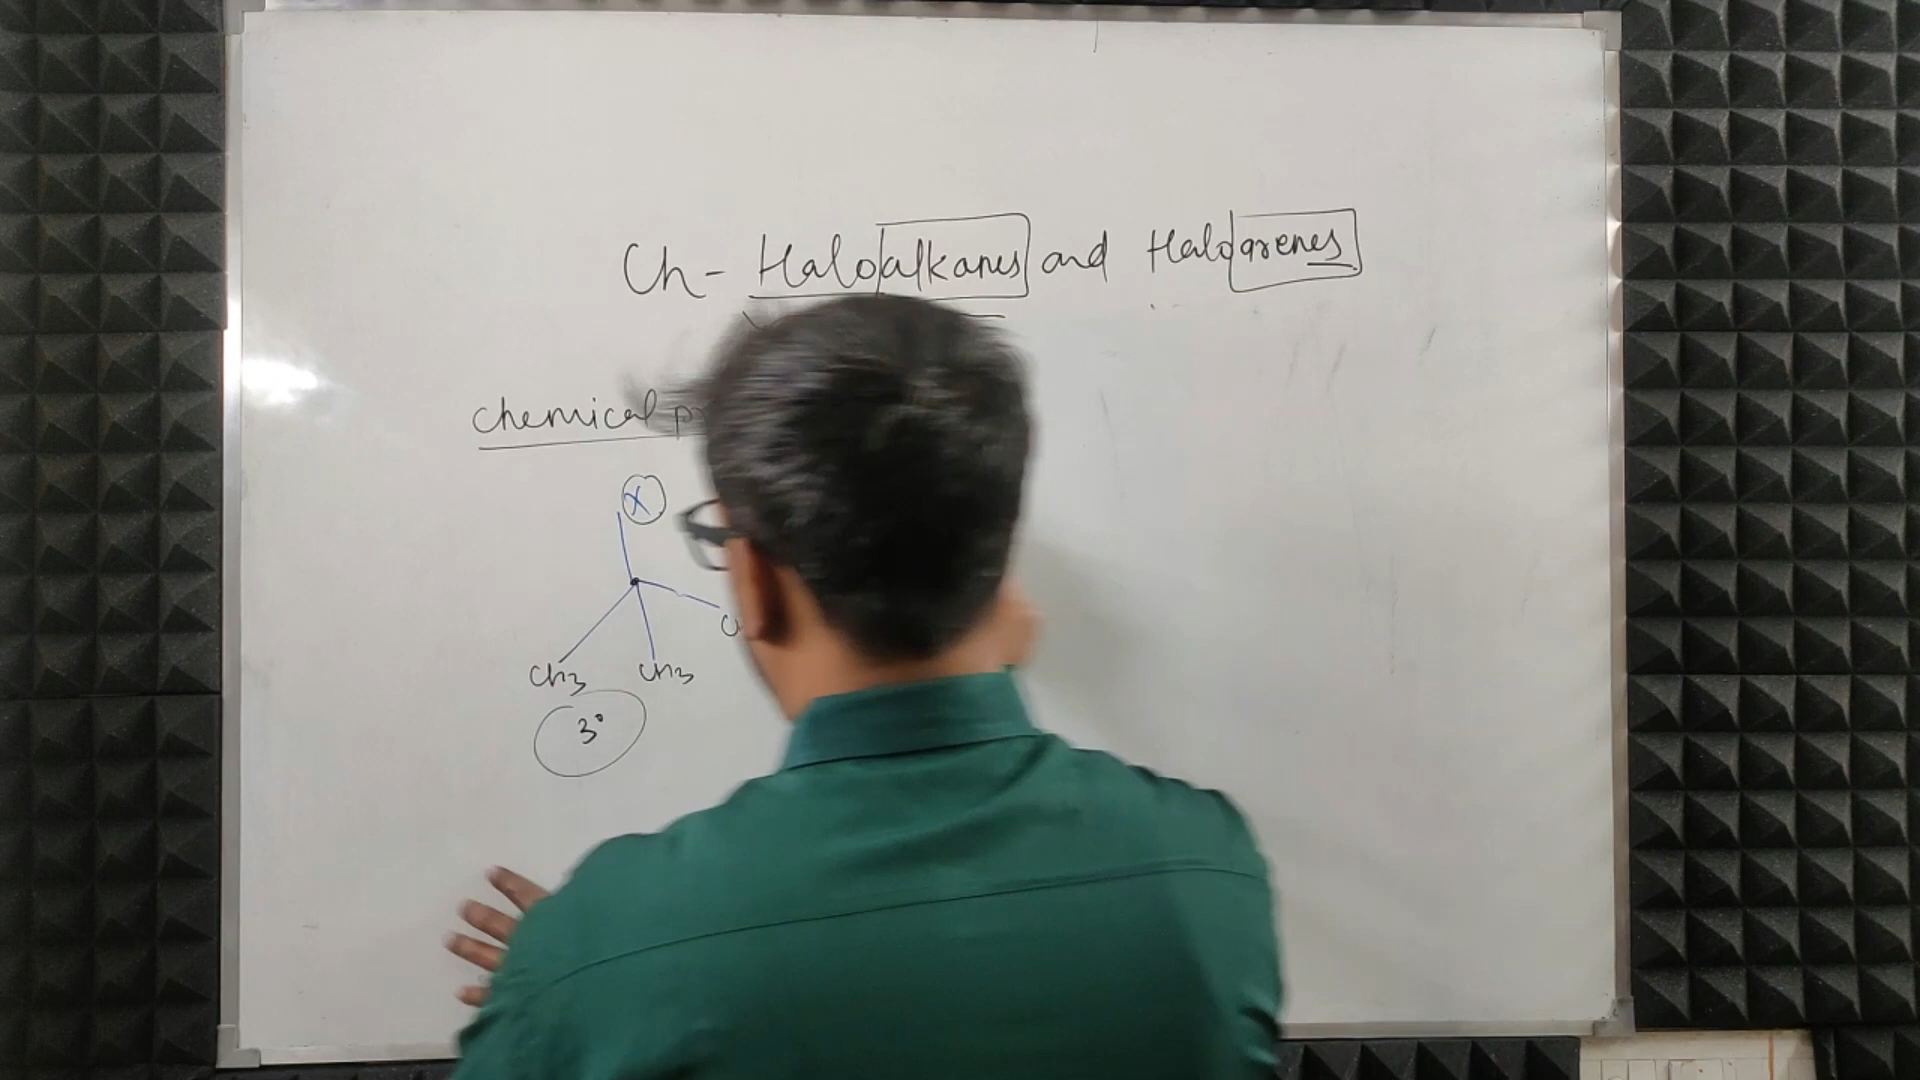 Ch - Haloalkanes and Haloarenes
chemical
X
CH3 CH3
3°